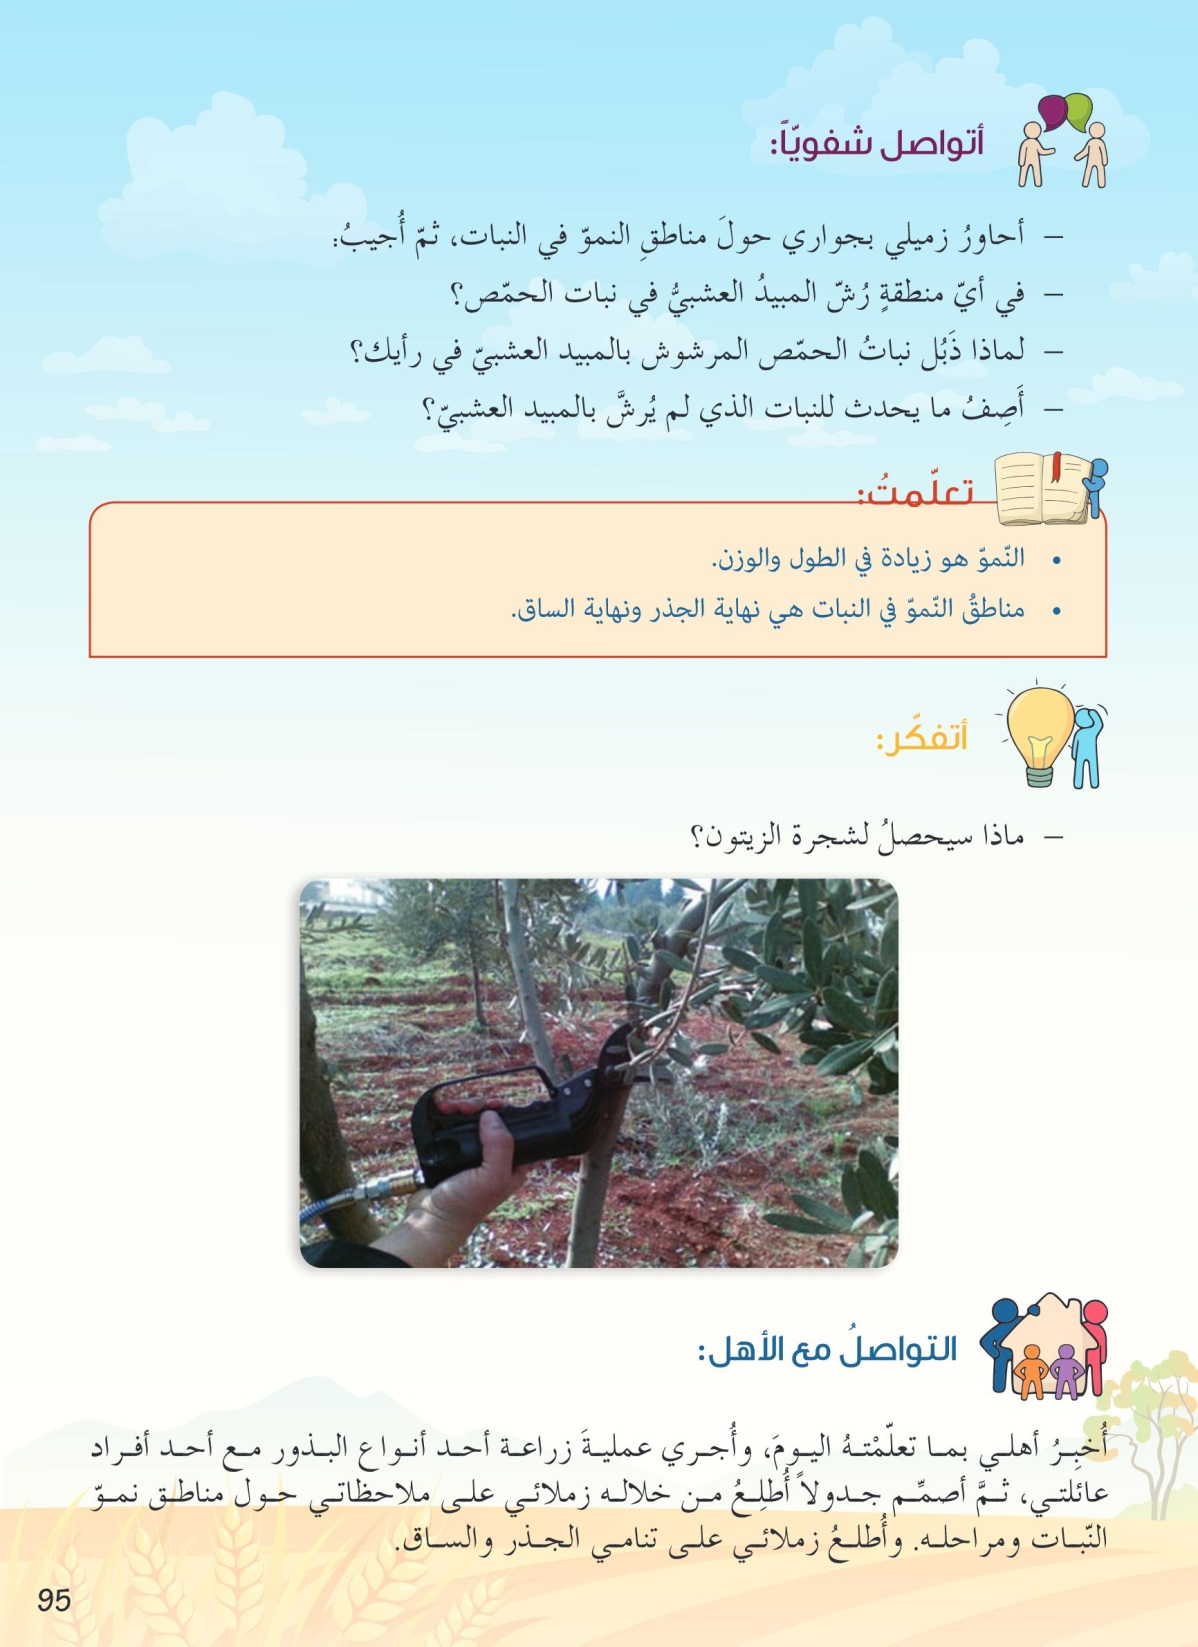 أتواصل شفويّاً:
– أحاورُ زميلي بجواري حولَ مناطقِ النموّ في النبات، ثمّ أُجيبُ:
– في أيّ منطقةٍ رُشّ المبيدُ العشبيُّ في نبات الحمّص؟
– لماذا ذَبُل نباتُ الحمّص المرشوش بالمبيد العشبيّ في رأيك؟
– أَصِفُ ما يحدث للنبات الذي لم يُرشَّ بالمبيد العشبيّ؟
تعلّمتُ:
• النّموّ هو زيادة في الطول والوزن.
• مناطقُ النّموّ في النبات هي نهاية الجذر ونهاية الساق.
أتفكّر:
– ماذا سيحصلُ لشجرة الزيتون؟
التواصلُ مع الأهل:
أُخبِرُ أهلي بما تعلّمْتهُ اليومَ، وأُجري عمليةَ زراعة أحد أنواع البذور مع أحد أفراد
عائلتي، ثمَّ أصمِّم جدولاً أُطلِعُ من خلاله زملائي على ملاحظاتي حول مناطق نموّ
النّبات ومراحله. وأُطلعُ زملائي على تنامي الجذر والساق.
95